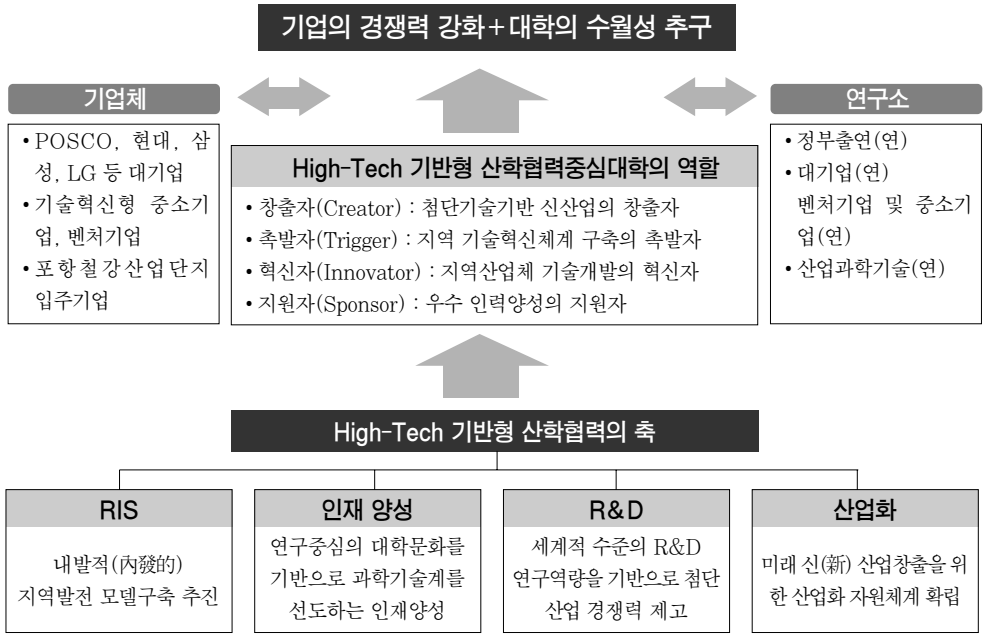 기업의 경쟁력 강화+대학의 수월성 추구
기업체
• POSCO, 현대, 삼
성, LG 등 대기업
• 기술혁신형 중소기
업, 벤처기업
• 포항철강산업단지
입주기업
High-Tech 기반형 산학협력중심대학의 역할
• 창출자(Creator) : 첨단기술기반 신산업의 창출자
• 촉발자(Trigger) : 지역 기술혁신체계 구축의 촉발자
• 혁신자(Innovator) : 지역산업체 기술개발의 혁신자
• 지원자(Sponsor) : 우수 인력양성의 지원자
연구소
• 정부출연(연)
• 대기업(연)
벤처기업 및 중소기
업(연)
• 산업과학기술(연)
High-Tech 기반형 산학협력의 축
RIS
내발적(內發的)
지역발전 모델구축 추진
인재 양성
연구중심의 대학문화를
기반으로 과학기술계를
선도하는 인재양성
R&D
세계적 수준의 R&D
연구역량을 기반으로 첨단
산업 경쟁력 제고
산업화
미래 신(新) 산업창출을 위
한 산업화 자원체계 확립